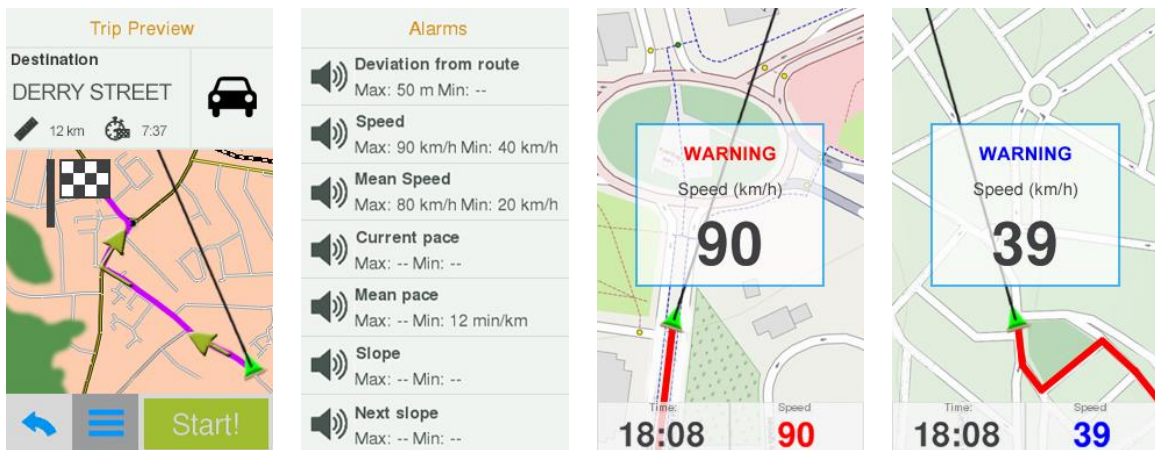 Trip Preview
Destination
DERRY STREET
12 km 7:37
Start!
Alarms
Deviation from route
Max: 50 m Min: --
Speed
Max: 90 km/h Min: 40 km/h
Mean Speed
Max: 80 km/h Min: 20 km/h
Current pace
Max: -- Min: --
Mean pace
Max: -- Min: 12 min/km
Slope
Max: -- Min: --
Next slope
Max: -- Min: --
WARNING
Speed (km/h)
90
Time: Speed
18:08 90
WARNING
Speed (km/h)
39
Time: Speed
18:08 39